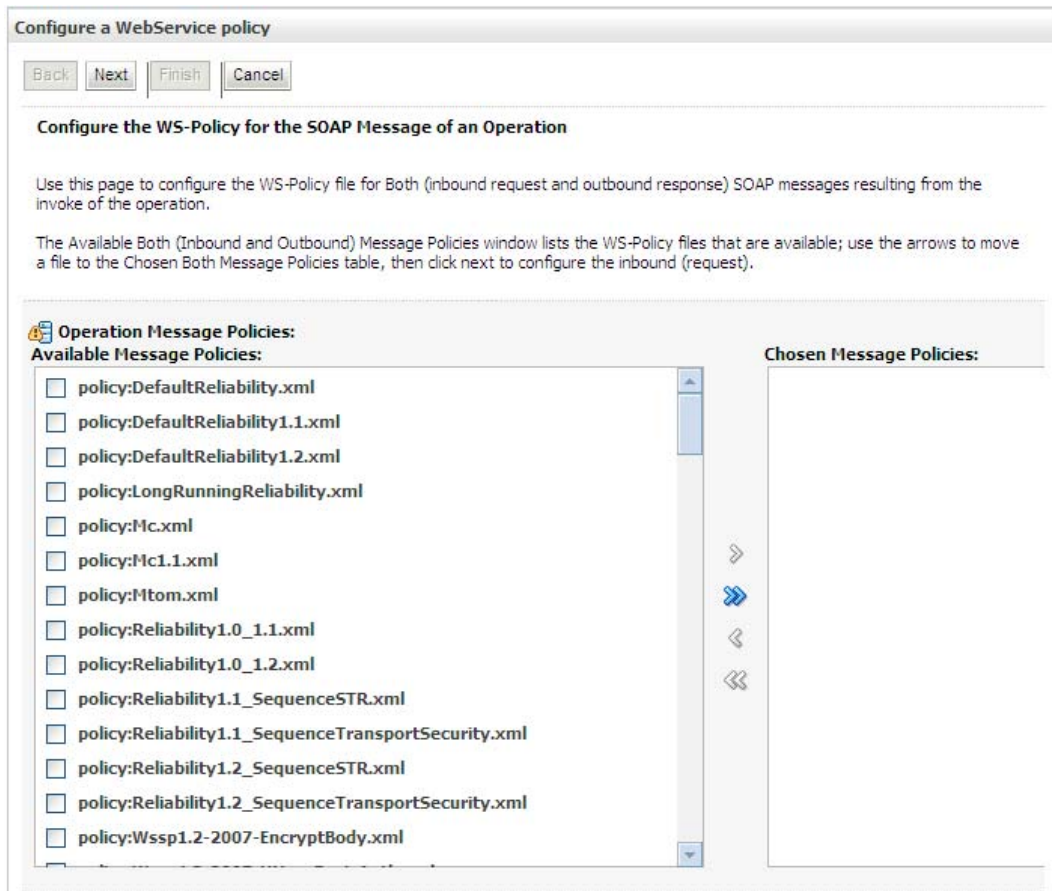 Configure a WebService policy
Back Next Finish Cancel
Configure the WS-Policy for the SOAP Message of an Operation
Use this page to configure the WS-Policy file for Both (inbound request and outbound response) SOAP messages resulting from the
invoke of the operation.
The Available Both (Inbound and Outbound) Message Policies window lists the WS-Policy files that are available; use the arrows to move
a file to the Chosen Both Message Policies table, then click next to configure the inbound (request).
Operation Message Policies:
Available Message Policies:
Chosen Message Policies:
policy:DefaultReliability.xml
policy:DefaultReliability1.1.xml
policy:DefaultReliability1.2.xml
policy:LongRunningReliability.xml
policy:Mc.xml
policy:Mc1.1.xml
policy:Mtom.xml
policy:Reliability1.0_1.1.xml
policy:Reliability1.0_1.2.xml
policy:Reliability1.1_SequenceSTR.xml
policy:Reliability1.1_SequenceTransportSecurity.xml
policy:Reliability1.2_SequenceSTR.xml
policy:Reliability1.2_SequenceTransportSecurity.xml
policy:Wssp1.2-2007-EncryptBody.xml